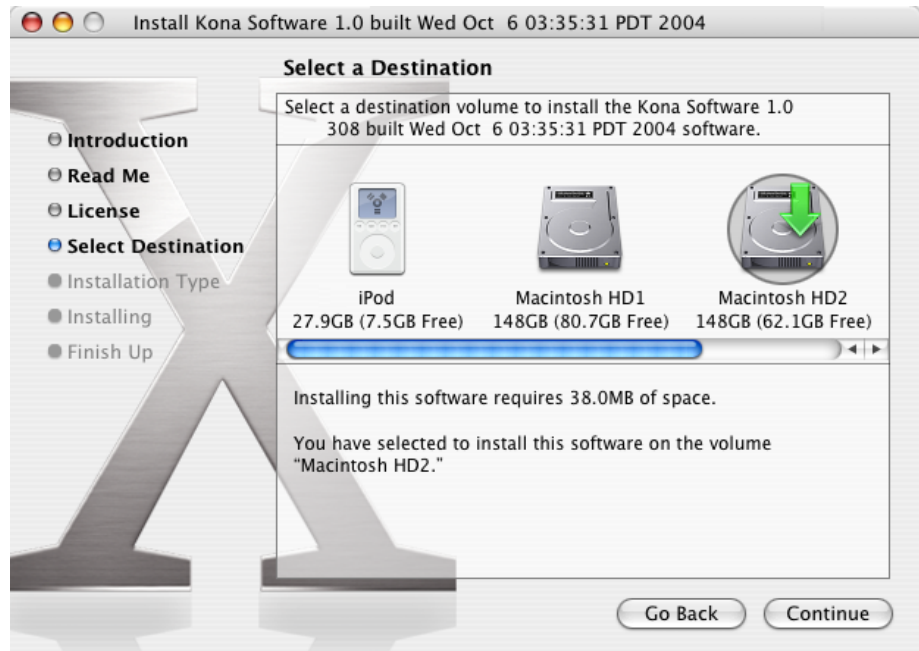 Install Kona Software 1.0 built Wed Oct  6 03:35:31 PDT 2004
Select a Destination
Introduction
Read Me
License
Select Destination
Installation Type
Installing
Finish Up
Select a destination volume to install the Kona Software 1.0
308 built Wed Oct  6 03:35:31 PDT 2004 software.
iPod
27.9GB (7.5GB Free)
Macintosh HD1
148GB (80.7GB Free)
Macintosh HD2
148GB (62.1GB Free)
Installing this software requires 38.0MB of space.
You have selected to install this software on the volume
“Macintosh HD2.”
Go Back
Continue